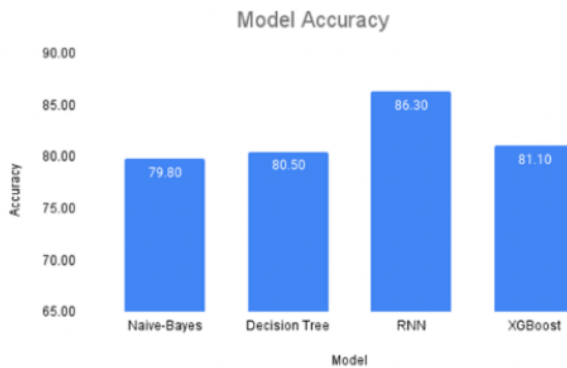 Model Accuracy
90.00
85.00
80.00
75.00
70.00
65.00
Accuracy
79.80
80.50
86.30
81.10
Naive-Bayes
Decision Tree
RNN
XGBoost
Model